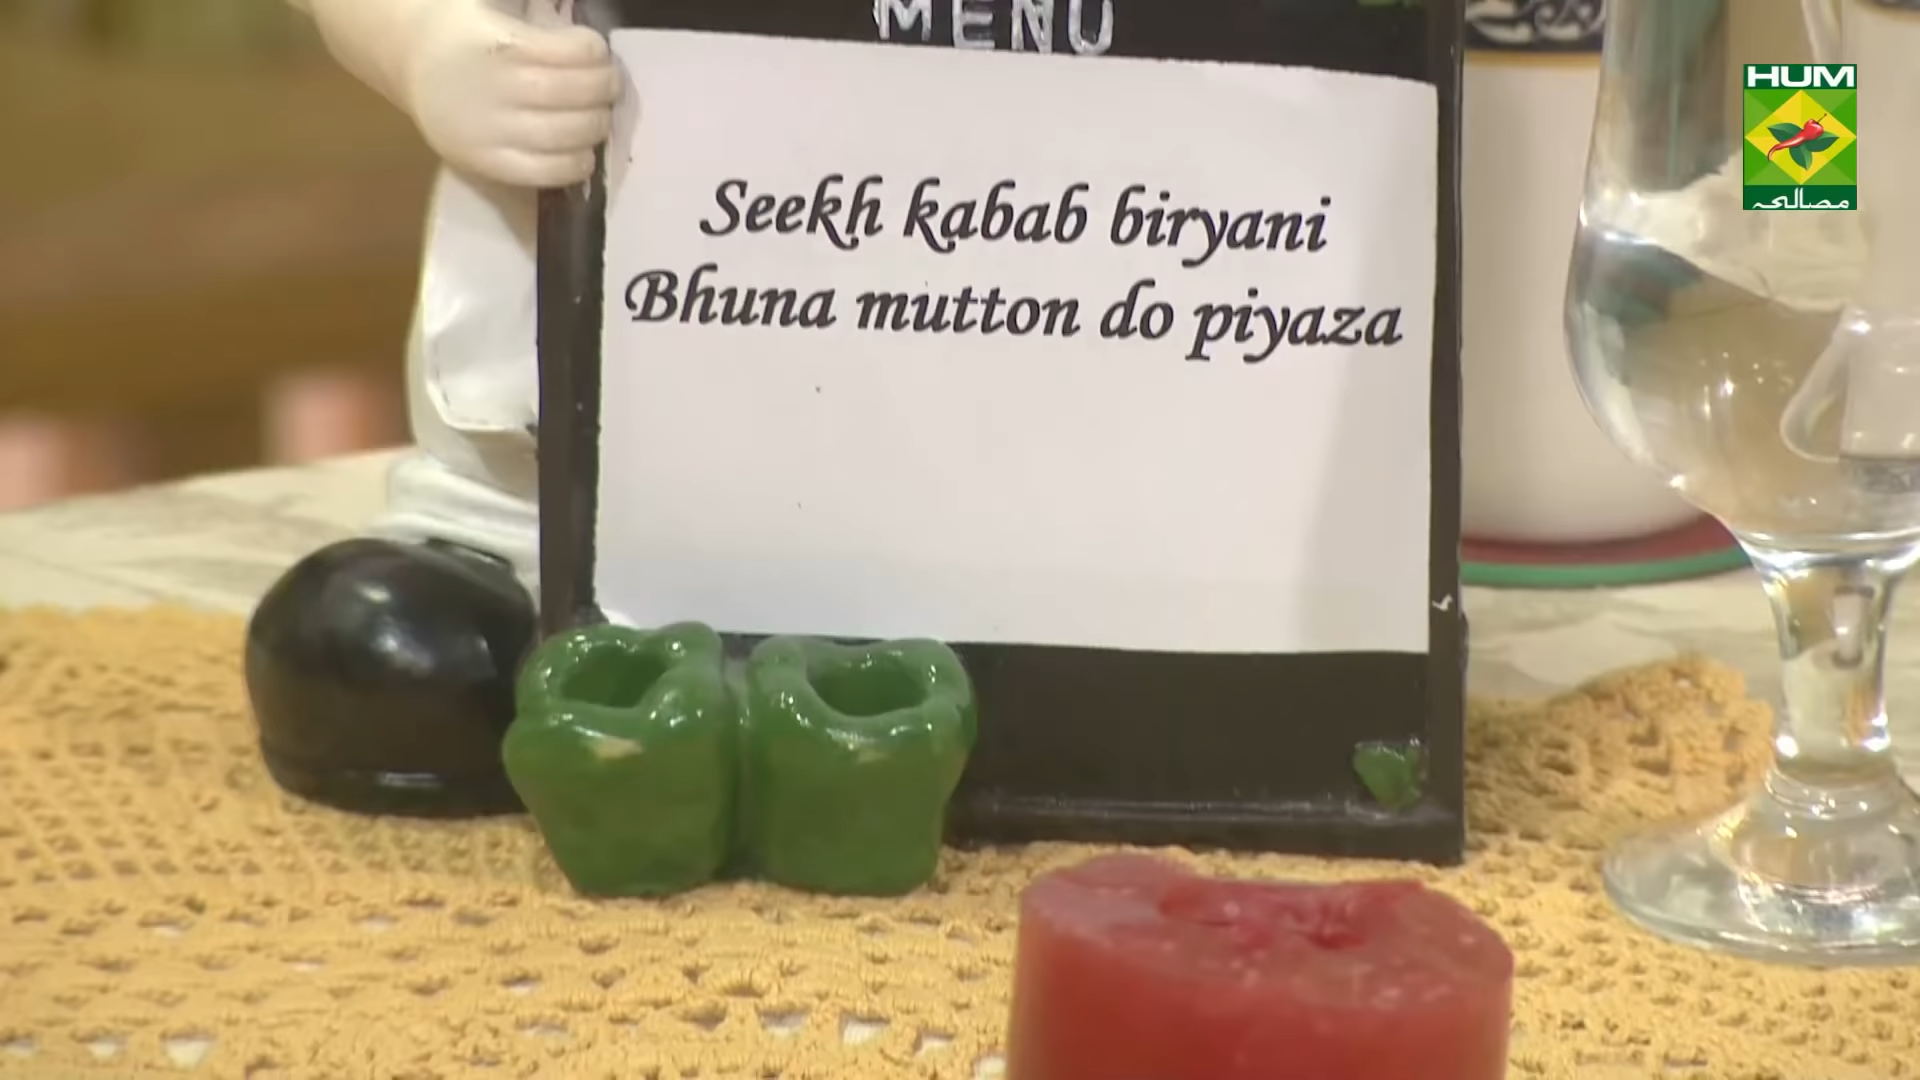 MENU
HUM
مصالحہ
Seekh kabab biryani
Bhuna mutton do piyaza